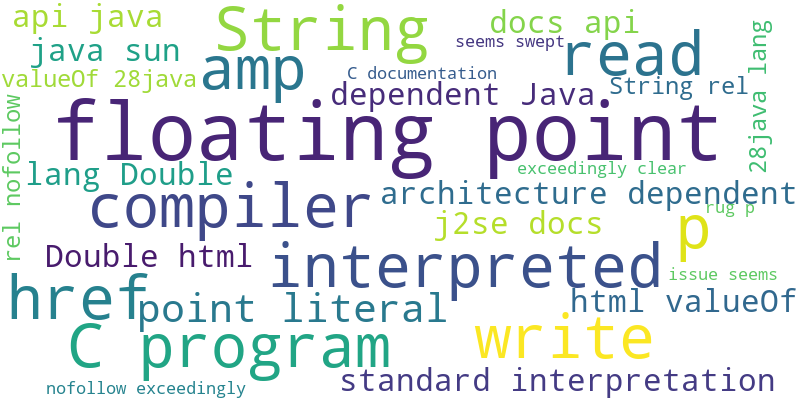 api java
String
docs api
java sun
seems swept
28java lang
amp
read
valueOf 28java
C documentation
String rel
dependent Java
floating point
rel nofollow
exceedingly clear
lang Double
compiler
architecture dependent
rug p
j2se docs
p
Double html
interpreted
issue seems
href
point literal
html valueOf
C program
write
standard interpretation
nofollow exceedingly